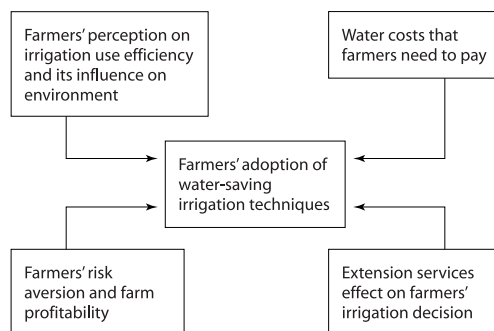 Farmers' perception on
irrigation use efficiency
and its influence on
environment
Water costs that
farmers need to pay
Farmers' adoption of
water-saving
irrigation techniques
Farmers' risk
aversion and farm
profitability
Extension services
effect on farmers'
irrigation decision